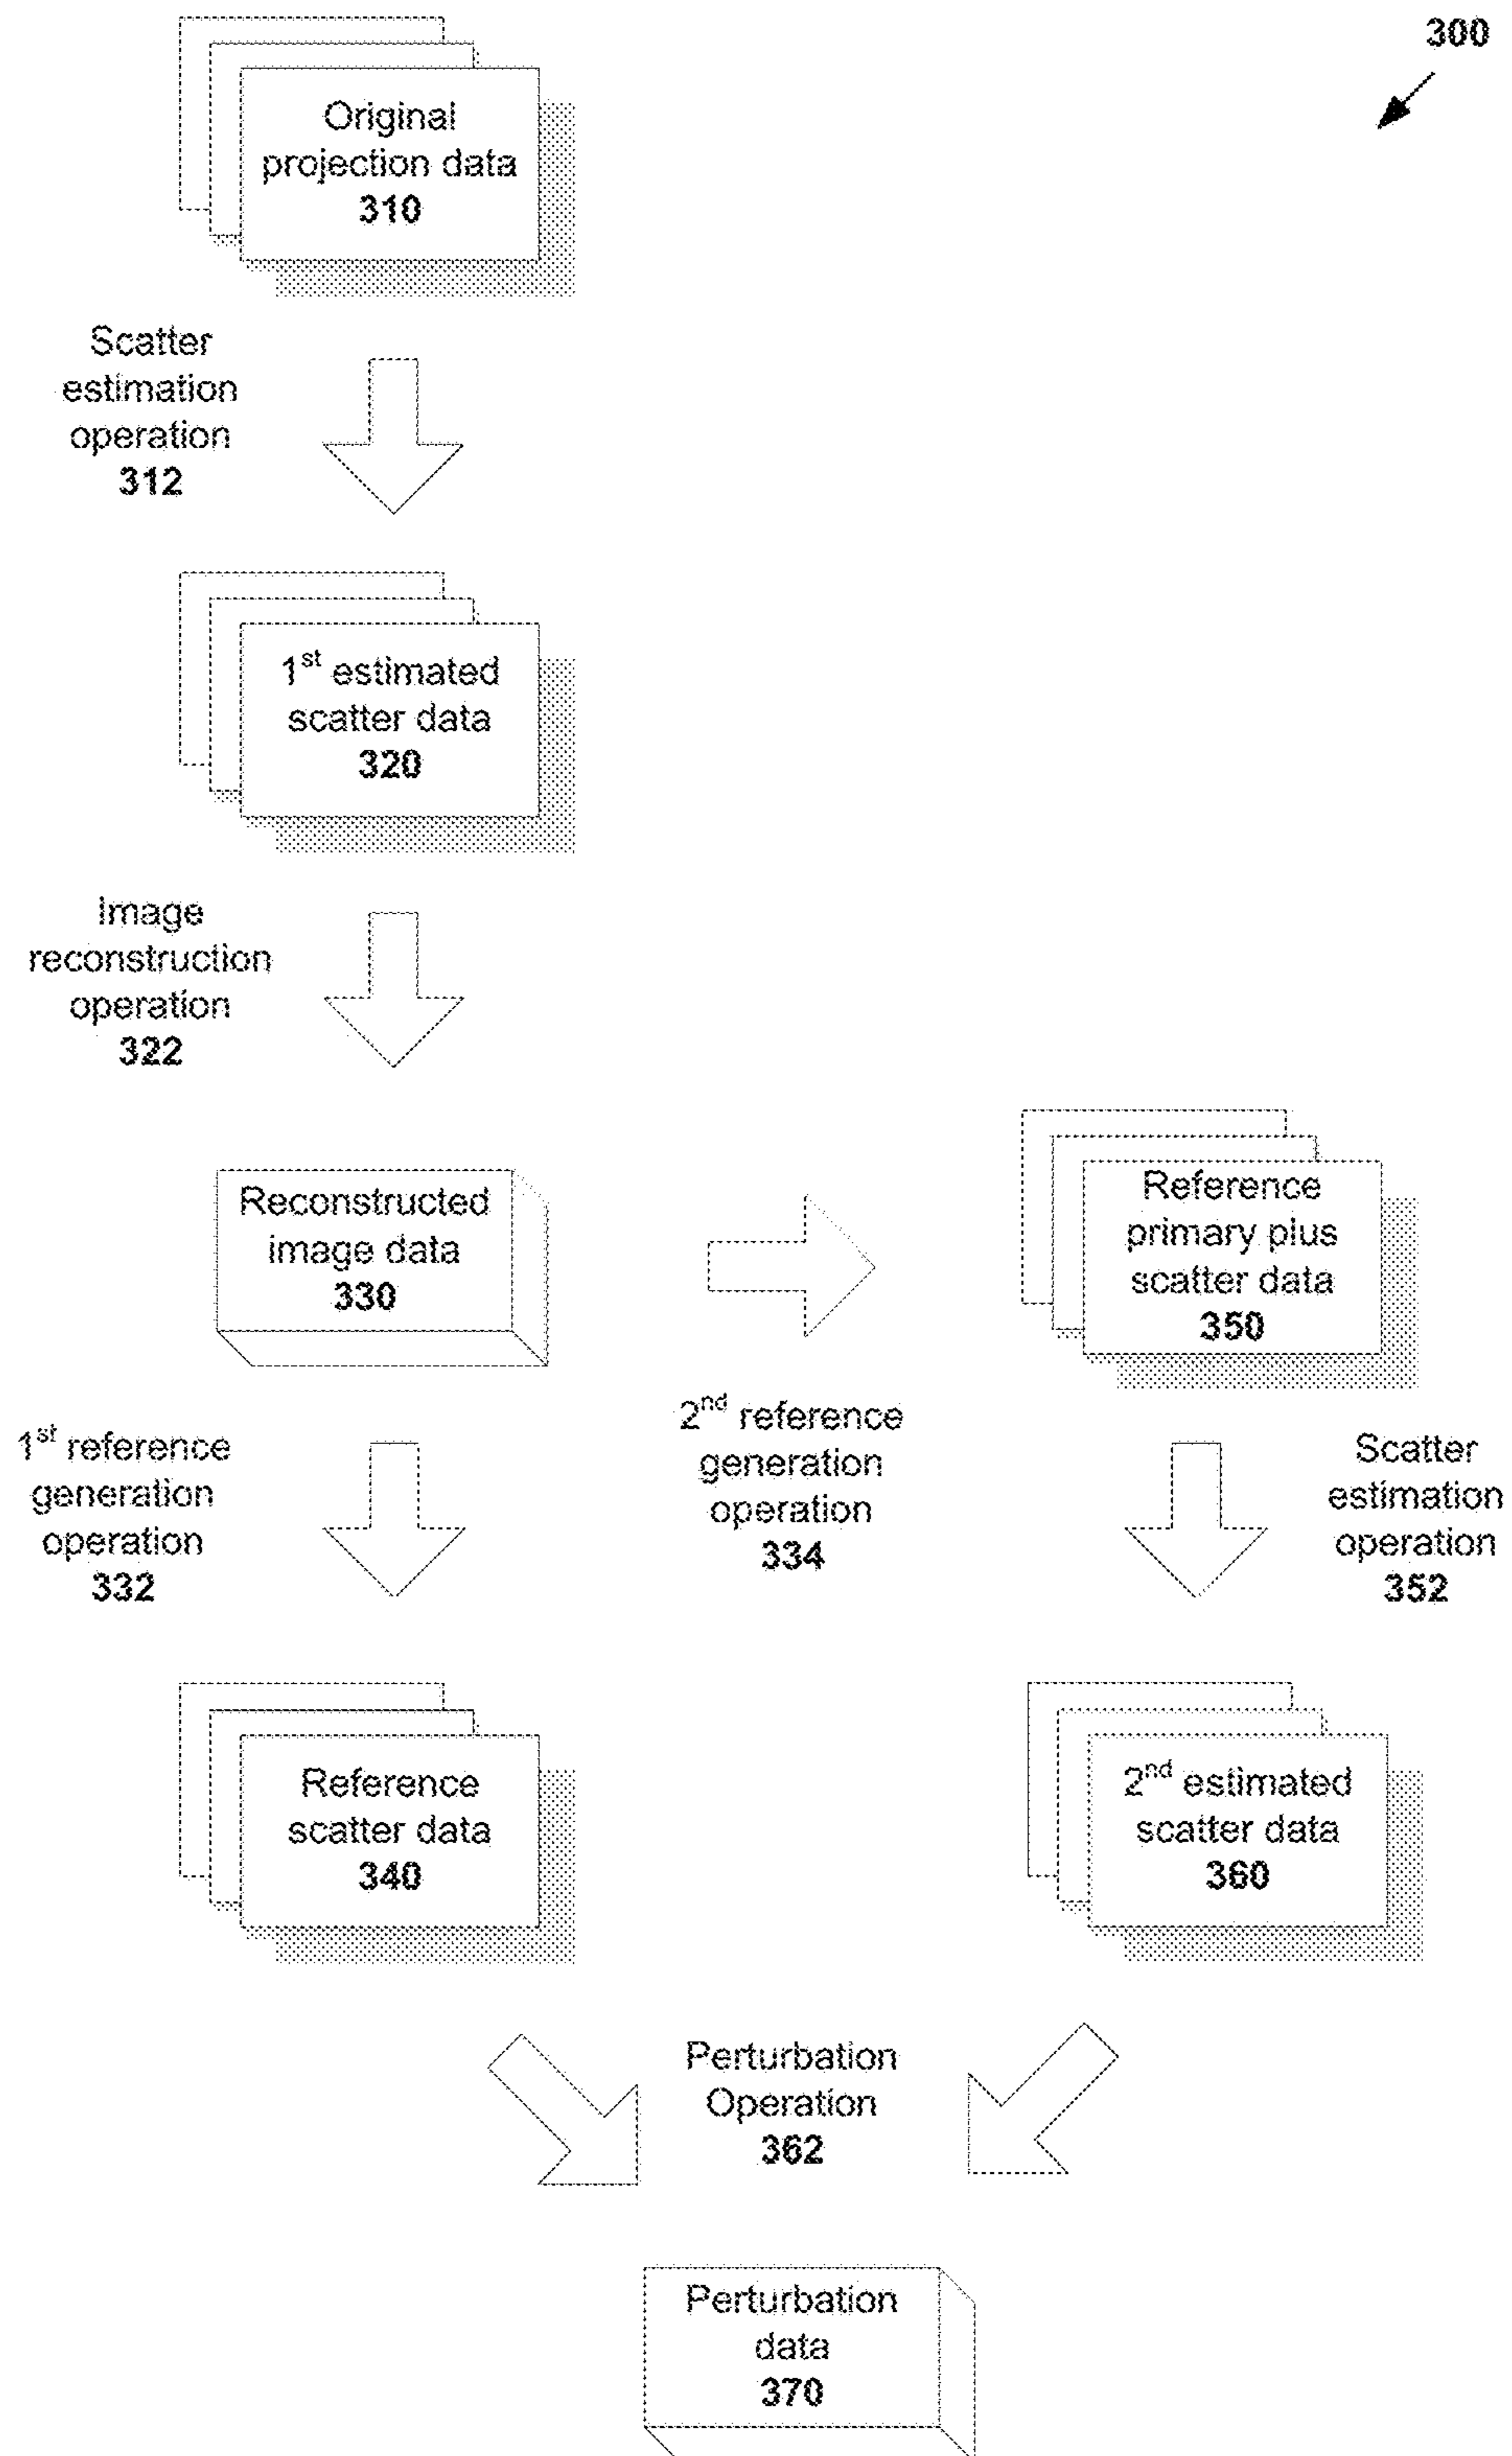 300
Original
projection data
310
Scatter
estimation
operation
312
1st estimated
scatter data
320
Image
reconstruction
operation
322
Reconstructed
image data
330
Reference
primary plus
scatter data
350
1st reference
generation
operation
332
2nd reference
generation
operation
334
Scatter
estimation
operation
352
Reference
scatter data
340
2nd estimated
scatter data
360
Perturbation
Operation
362
Perturbation
data
370